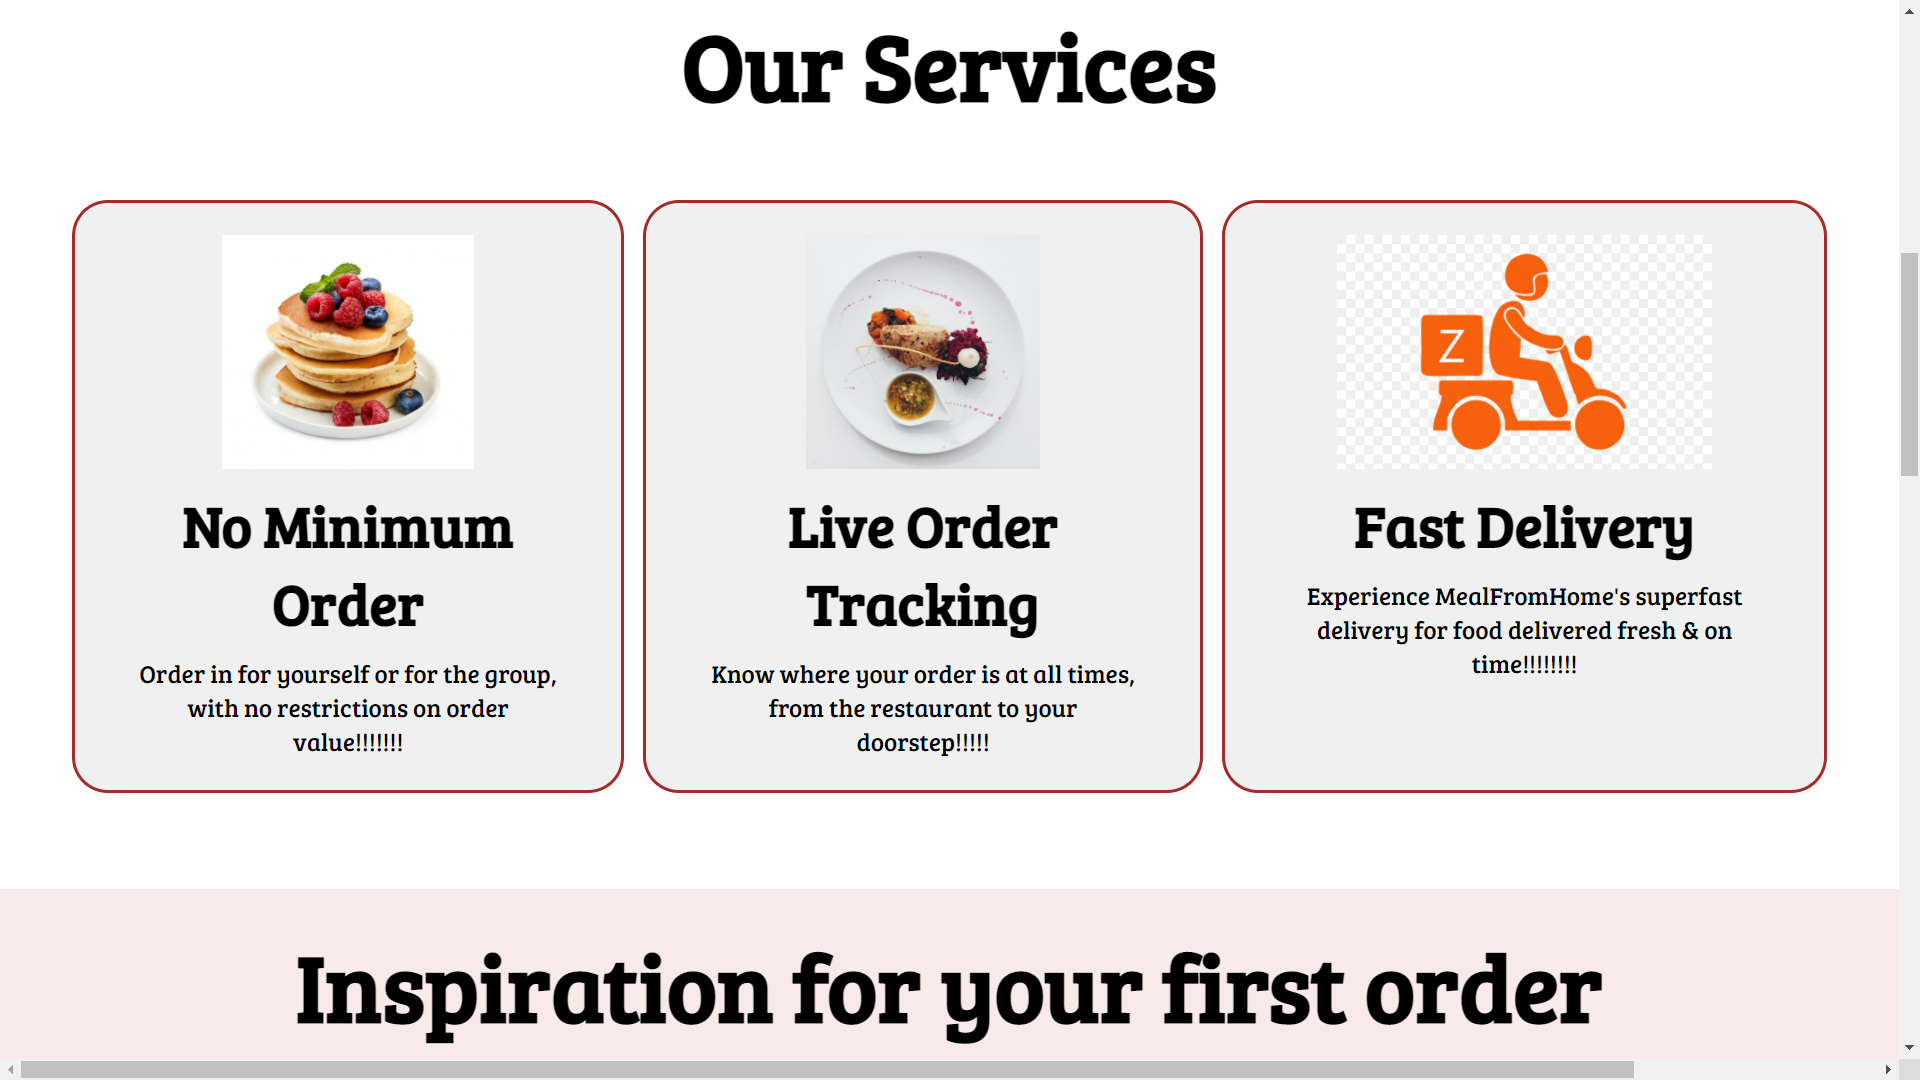 Our Services
Z
No Minimum
Order
Order in for yourself or for the group,
with no restrictions on order
value!!!!!!!
Live Order
Tracking
Know where your order is at all times,
from the restaurant to your
doorstep!!!!!
Fast Delivery
Experience MealFromHome's superfast
delivery for food delivered fresh & on
time!!!!!!!!
Inspiration for your first order